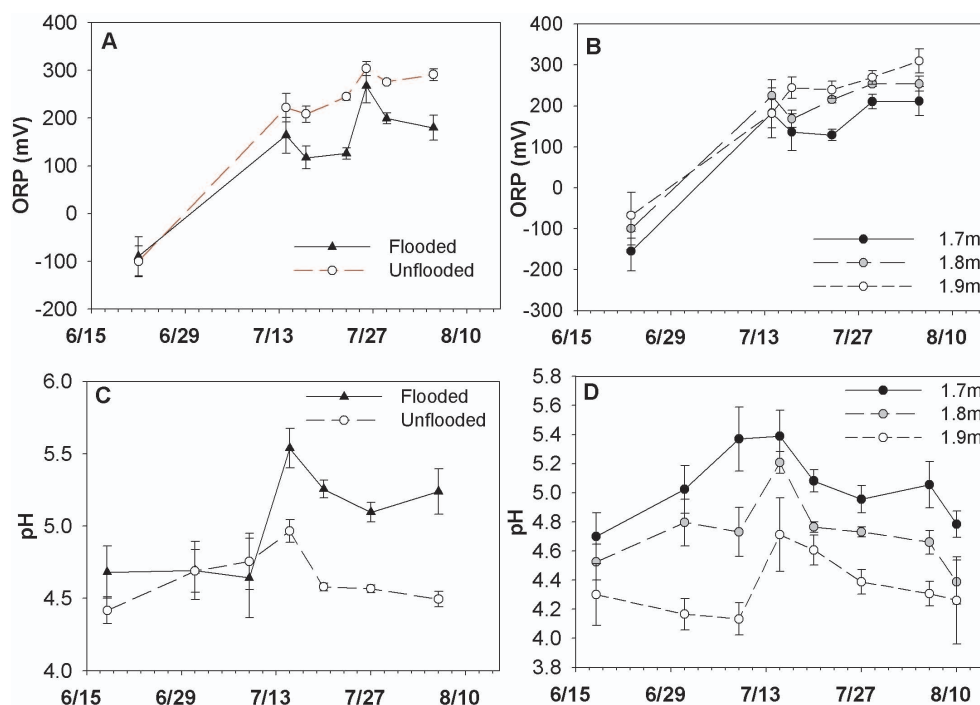 A
400
300
200
100
0
-100
-200
ORP (mV)
Flooded
Unflooded
6/15 6/29 7/13 7/27 8/10
B
400
300
200
100
0
-100
-200
-300
ORP (mV)
1.7m
1.8m
1.9m
6/15 6/29 7/13 7/27 8/10
C
6.0
5.5
5.0
4.5
4.0
pH
Flooded
Unflooded
6/15 6/29 7/13 7/27 8/10
D
5.8
5.6
5.4
5.2
5.0
4.8
4.6
4.4
4.2
4.0
3.8
pH
1.7m
1.8m
1.9m
6/15 6/29 7/13 7/27 8/10